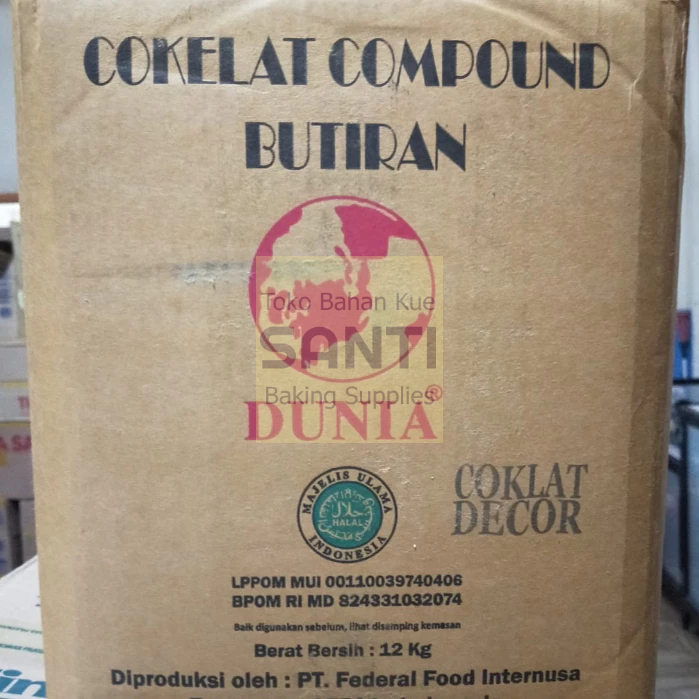 COKELAT COMPOUND
BUTIRAN
Toko Bahan Kue
SANTI
Baking Supplies
DUNIA®
MAJELIS ULAMA
حلال
HALAL
INDONESIA
COKLAT
DECOR
LPPOM MUI 00110039740406
BPOM RI MD 824331032074
Baik digunakan sebelum, lihat disamping kemasan
Berat Bersih : 12 Kg
Diproduksi oleh : PT. Federal Food Internusa